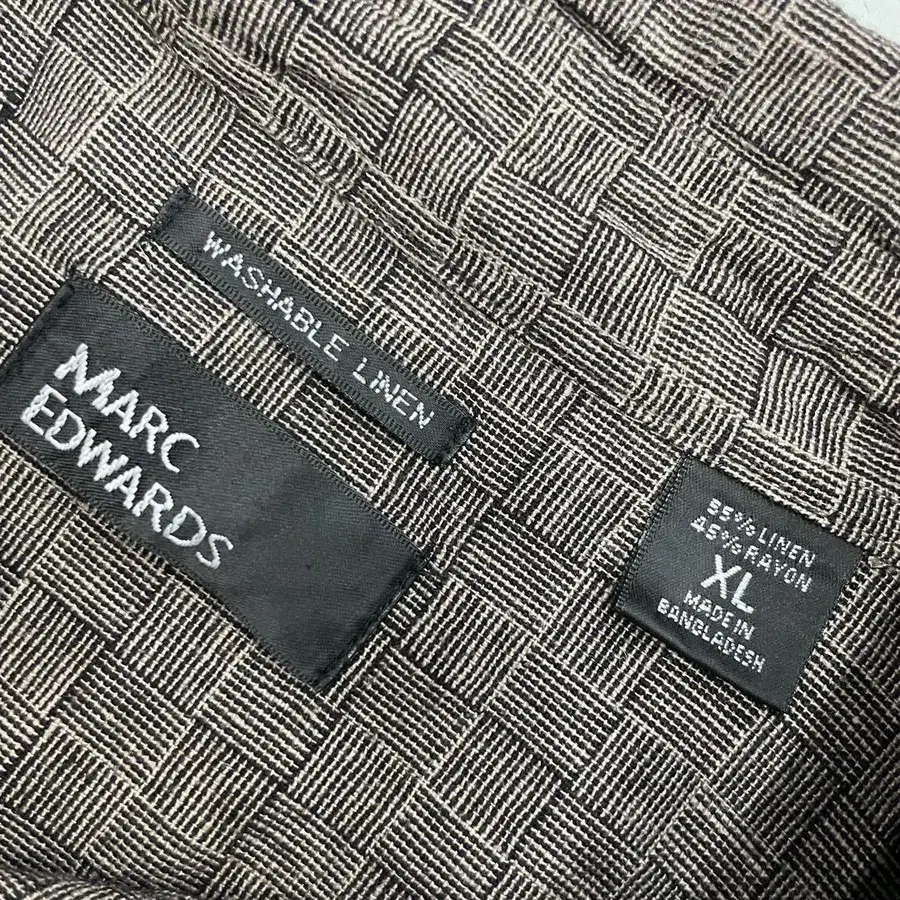 WASHABLE LINEN
MARC
EDWARDS
55% LINEN
45% RAYON
XL
MADE IN
BANGLADESH